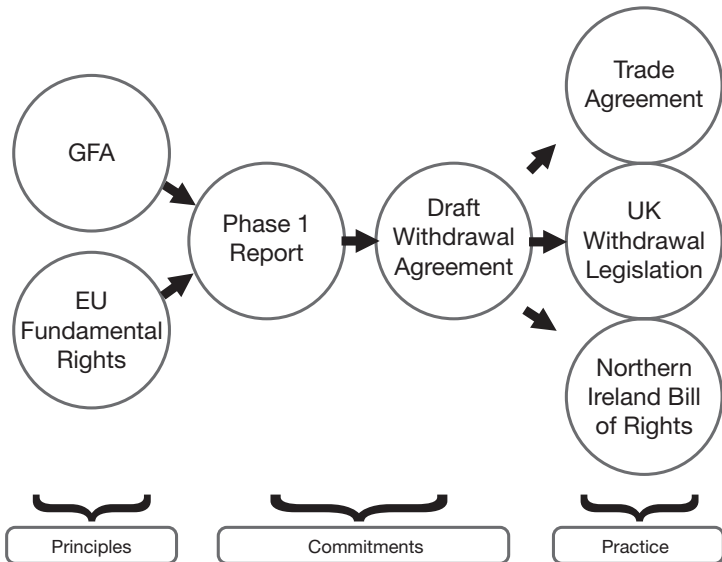 GFA
EU
Fundamental
Rights
Phase 1
Report
Draft
Withdrawal
Agreement
Trade
Agreement
UK
Withdrawal
Legislation
Northern
Ireland Bill
of Rights
Principles
Commitments
Practice